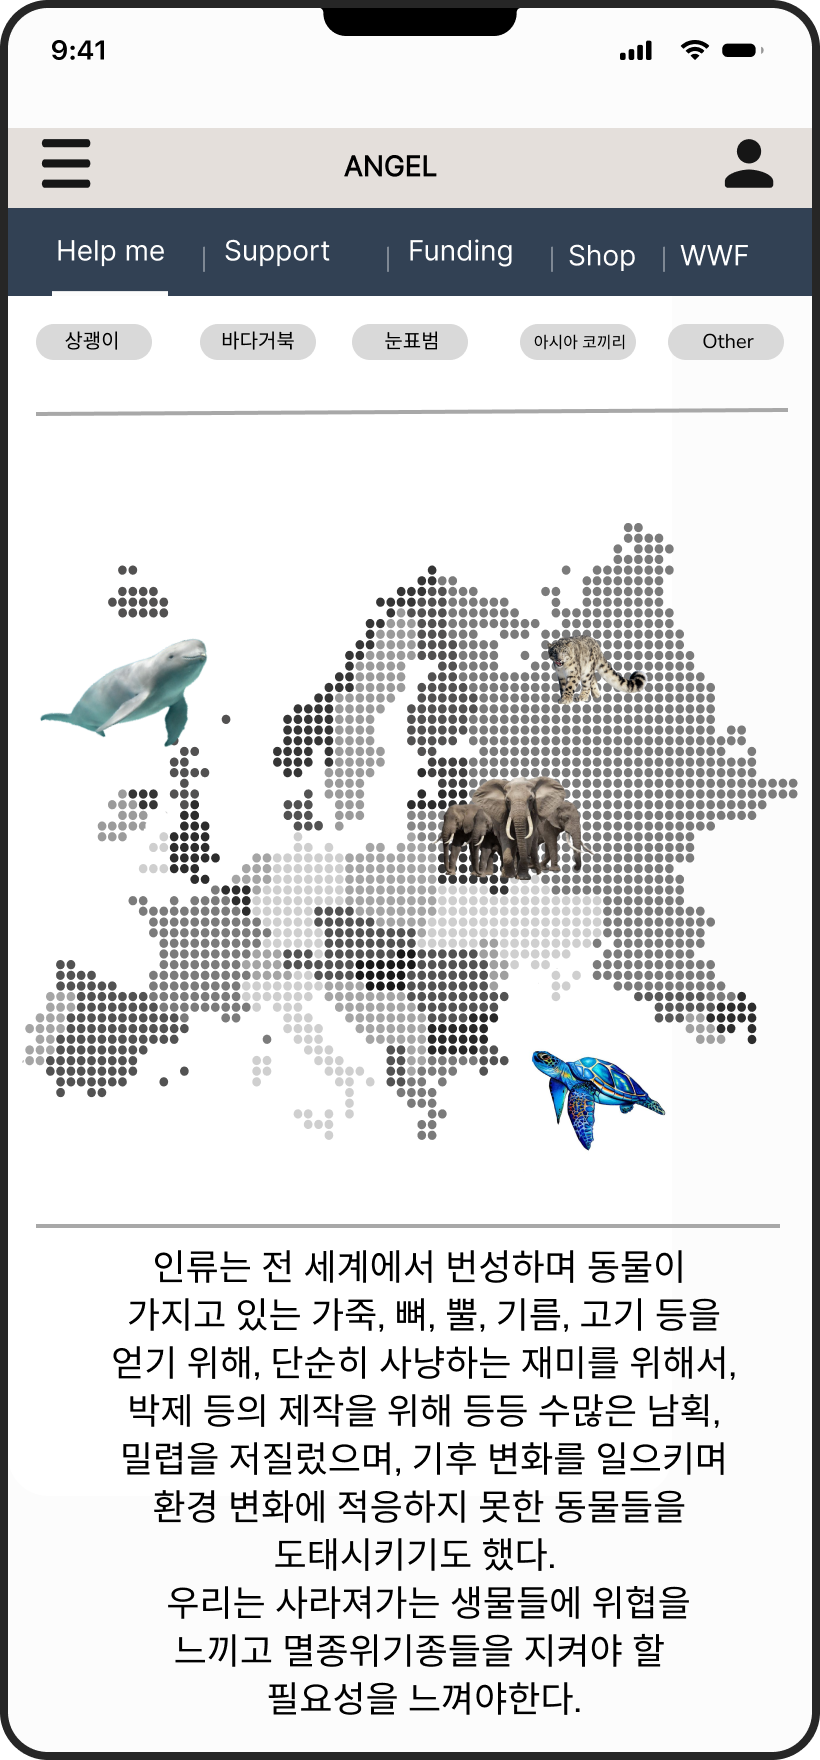 9:41
ANGEL
Help me | Support | Funding | Shop | WWF
상괭이 바다거북 눈표범 아시아 코끼리 Other
인류는 전 세계에서 번성하며 동물이
가지고 있는 가죽, 뼈, 뿔, 기름, 고기 등을
얻기 위해, 단순히 사냥하는 재미를 위해서,
박제 등의 제작을 위해 등등 수많은 남획,
밀렵을 저질렀으며, 기후 변화를 일으키며
환경 변화에 적응하지 못한 동물들을
도태시키기도 했다.
우리는 사라져가는 생물들에 위협을
느끼고 멸종위기종들을 지켜야 할
필요성을 느껴야한다.